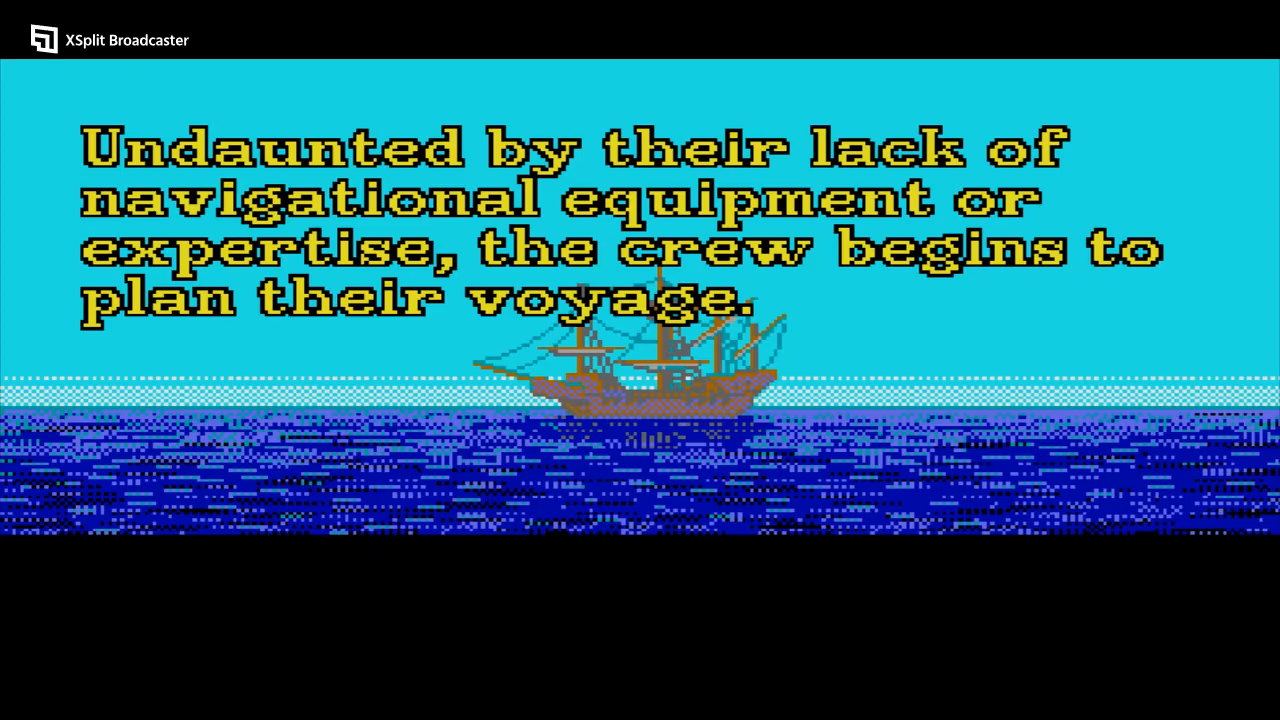 XSplit Broadcaster
Undaunted by their lack of
navigational equipment or
expertise, the crew begins to
plan their voyage.